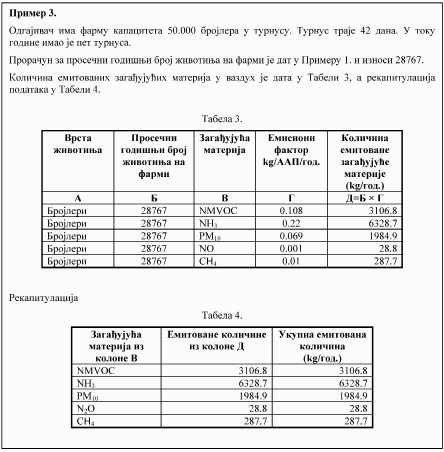 Пример 3.
Одгајивач има фарму капацитета 50.000 бројлера у турнусу. Турнус траје 42 дана. У току
године имао је пет турнуса.
Прорачун за просечни годишњи број животиња на фарми је дат у Примеру 1. и износи 28767.
Количина емитованих загађујућих материја у ваздух је дата у Табели 3, а рекапитулација
података у Табели 4.
Табела 3.
Врста животиња | Просечни годишњи број животиња на фарми | Загађујућа материја | Емисиони фактор kg/ААП/год. | Количина емитоване загађујуће материје (kg/год.)
А | Б | В | Г | Д=Б × Г
Бројлери | 28767 | NMVOC | 0.108 | 3106.8
Бројлери | 28767 | NH3 | 0.22 | 6328.7
Бројлери | 28767 | PM10 | 0.069 | 1984.9
Бројлери | 28767 | NO | 0.001 | 28.8
Бројлери | 28767 | CH4 | 0.01 | 287.7
Рекапитулација
Табела 4.
Загађујућа материја из колоне В | Емитоване количине из колоне Д | Укупна емитована количина (kg/год.)
NMVOC | 3106.8 | 3106.8
NH3 | 6328.7 | 6328.7
PM10 | 1984.9 | 1984.9
N2O | 28.8 | 28.8
CH4 | 287.7 | 287.7